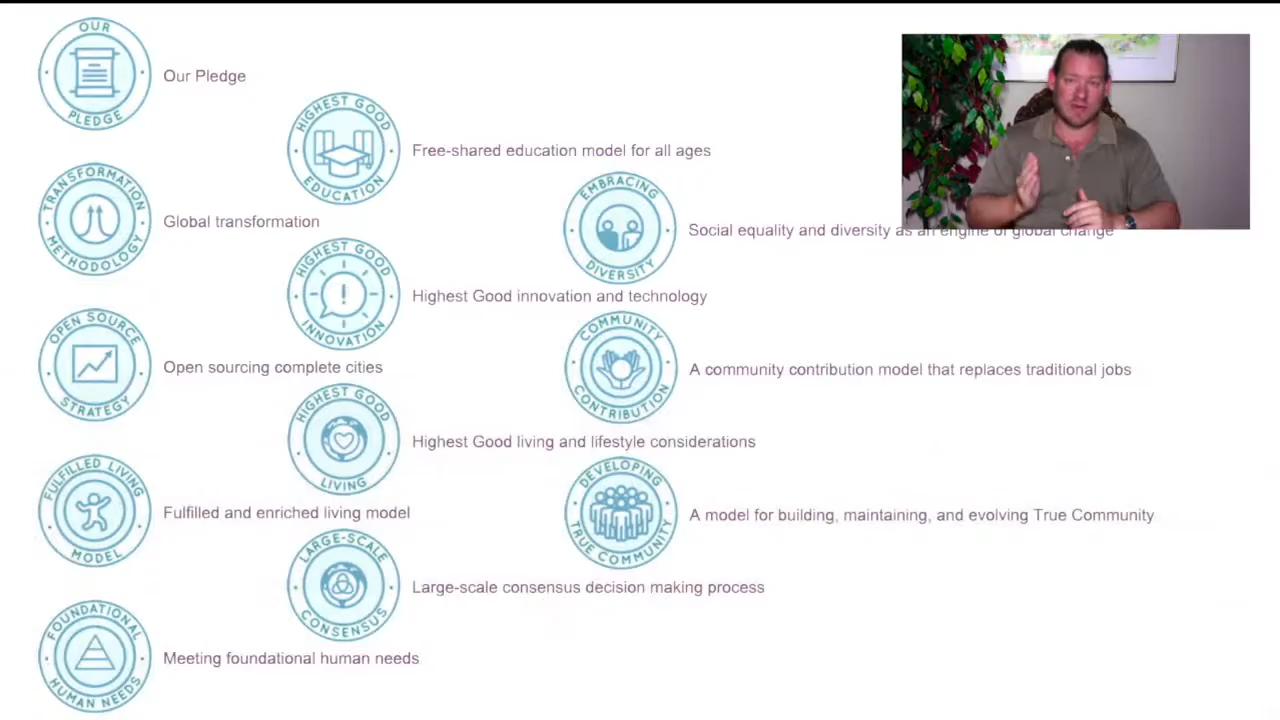 OUR PLEDGE
Our Pledge
HIGHEST GOOD EDUCATION
Free-shared education model for all ages
TRANSFORMATION METHODOLOGY
Global transformation
EMBRACING DIVERSITY
Social equality and diversity as an engine of global change
HIGHEST GOOD INNOVATION
Highest Good innovation and technology
OPEN SOURCE STRATEGY
Open sourcing complete cities
COMMUNITY CONTRIBUTION
A community contribution model that replaces traditional jobs
HIGHEST GOOD LIVING
Highest Good living and lifestyle considerations
FULFILLED LIVING MODEL
Fulfilled and enriched living model
DEVELOPING TRUE COMMUNITY
A model for building, maintaining, and evolving True Community
LARGE-SCALE CONSENSUS
Large-scale consensus decision making process
FOUNDATIONAL HUMAN NEEDS
Meeting foundational human needs